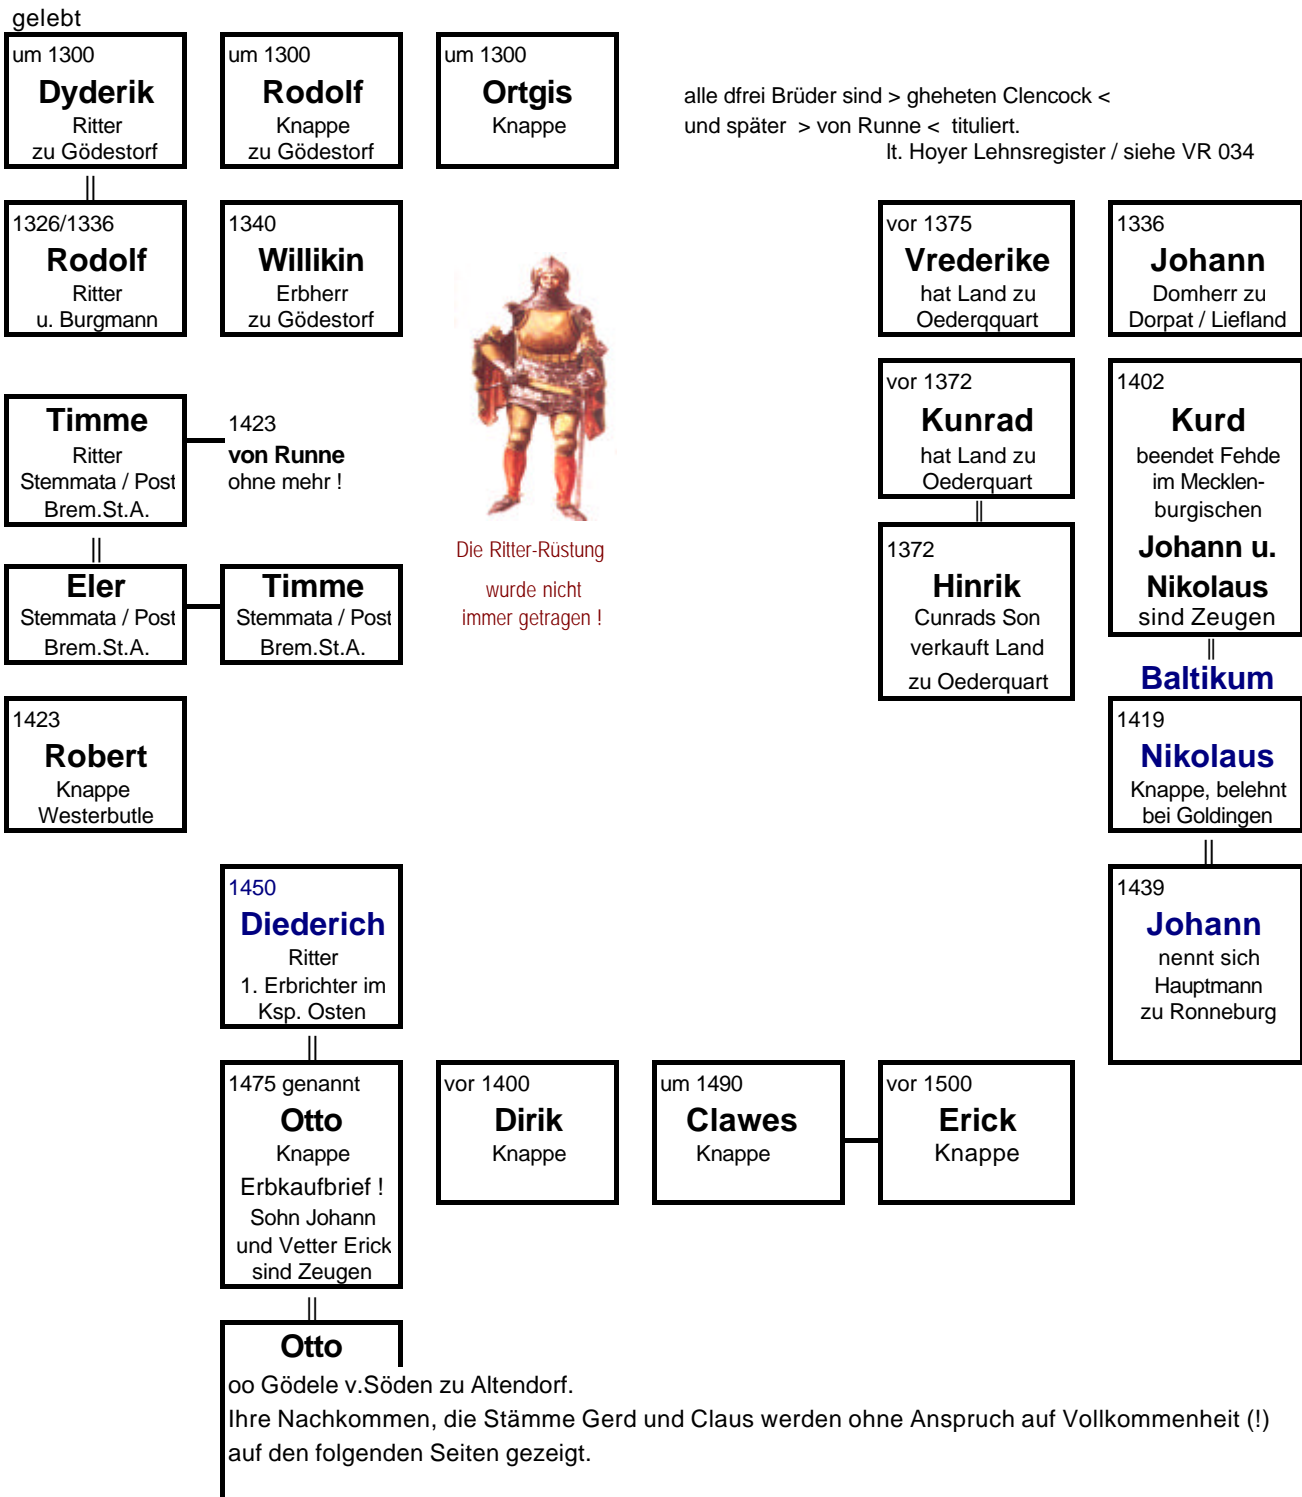 gelebt
um 1300
Dyderik
Ritter
zu Gödestorf
um 1300
Rodolf
Knappe
zu Gödestorf
um 1300
Ortgis
Knappe
alle dfrei Brüder sind > gheheten Clencock <
und später > von Runne < tituliert.
lt. Hoyer Lehnsregister / siehe VR 034
1326/1336
Rodolf
Ritter
u. Burgmann
1340
Willikin
Erbherr
zu Gödestorf
vor 1375
Vrederike
hat Land zu
Oederqquart
1336
Johann
Domherr zu
Dorpat / Liefland
Timme
Ritter
Stemmata / Post
Brem.St.A.
1423
von Runne
ohne mehr !
vor 1372
Kunrad
hat Land zu
Oederquart
1402
Kurd
beendet Fehde
im Mecklen-
burgischen
Johann u.
Nikolaus
sind Zeugen
Die Ritter-Rüstung
wurde nicht
immer getragen !
Eler
Stemmata / Post
Brem.St.A.
Timme
Stemmata / Post
Brem.St.A.
1372
Hinrik
Cunrads Son
verkauft Land
zu Oederquart
Baltikum
1423
Robert
Knappe
Westerbutle
1419
Nikolaus
Knappe, belehnt
bei Goldingen
1450
Diederich
Ritter
1. Erbrichter im
Ksp. Osten
1439
Johann
nennt sich
Hauptmann
zu Ronneburg
1475 genannt
Otto
Knappe
Erbkaufbrief !
Sohn Johann
und Vetter Erick
sind Zeugen
vor 1400
Dirik
Knappe
um 1490
Clawes
Knappe
vor 1500
Erick
Knappe
Otto
oo Gödele v.Söden zu Altendorf.
Ihre Nachkommen, die Stämme Gerd und Claus werden ohne Anspruch auf Vollkommenheit (!)
auf den folgenden Seiten gezeigt.